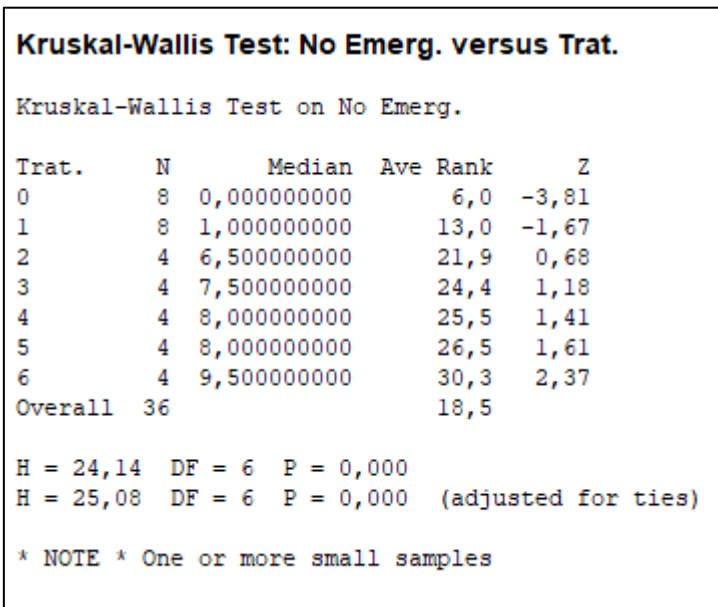 Kruskal-Wallis Test: No Emerg. versus Trat.
Kruskal-Wallis Test on No Emerg.
Trat. N Median Ave Rank Z
0 8 0,000000000 6,0 -3,81
1 8 1,000000000 13,0 -1,67
2 4 6,500000000 21,9 0,68
3 4 7,500000000 24,4 1,18
4 4 8,000000000 25,5 1,41
5 4 8,000000000 26,5 1,61
6 4 9,500000000 30,3 2,37
Overall 36 18,5
H = 24,14 DF = 6 P = 0,000
H = 25,08 DF = 6 P = 0,000 (adjusted for ties)
* NOTE * One or more small samples